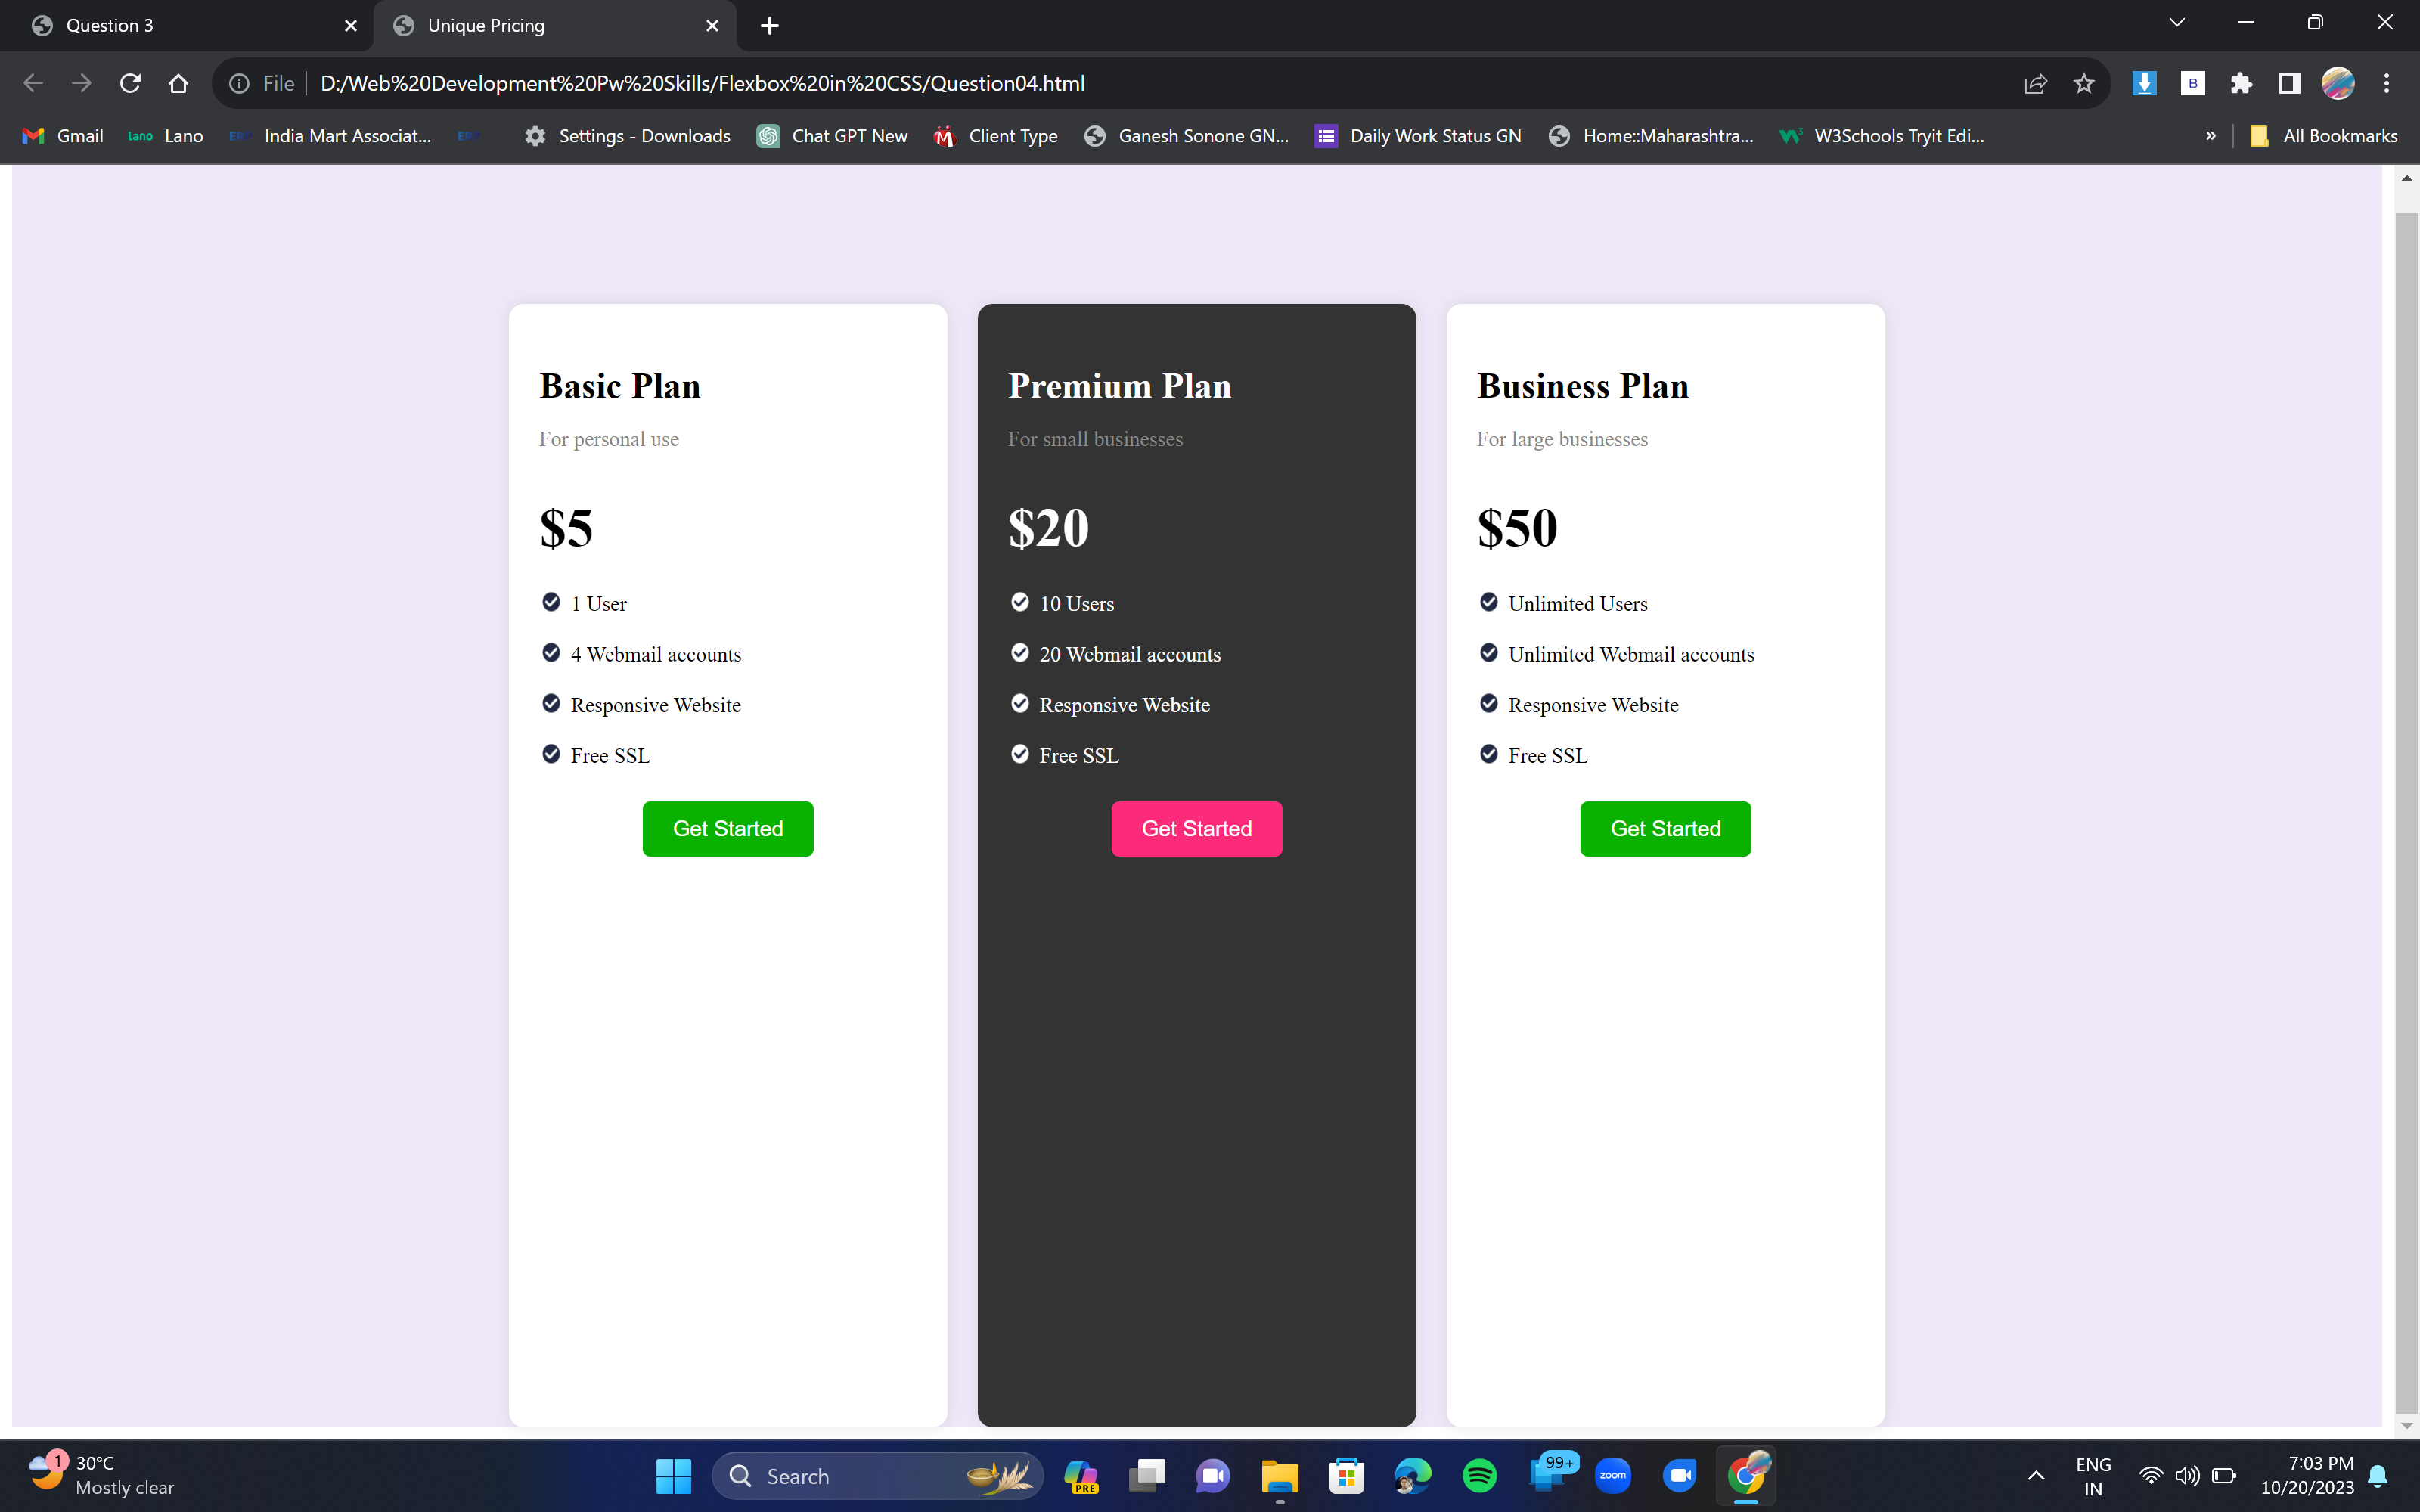 Question 3
Unique Pricing
File D:/Web%20Development%20Pw%20Skills/Flexbox%20in%20CSS/Question04.html
B
Gmail
Lano Lano
India Mart Associat...
Settings - Downloads
Chat GPT New
Client Type
Ganesh Sonone GN...
Daily Work Status GN
Home::Maharashtra...
W3Schools Tryit Edi...
»
All Bookmarks
Basic Plan
For personal use
$5
1 User
4 Webmail accounts
Responsive Website
Free SSL
Get Started
Premium Plan
For small businesses
$20
10 Users
20 Webmail accounts
Responsive Website
Free SSL
Get Started
Business Plan
For large businesses
$50
Unlimited Users
Unlimited Webmail accounts
Responsive Website
Free SSL
Get Started
1
30°C
Mostly clear
Search
PRE
99+
zoom
ENG
IN
7:03 PM
10/20/2023